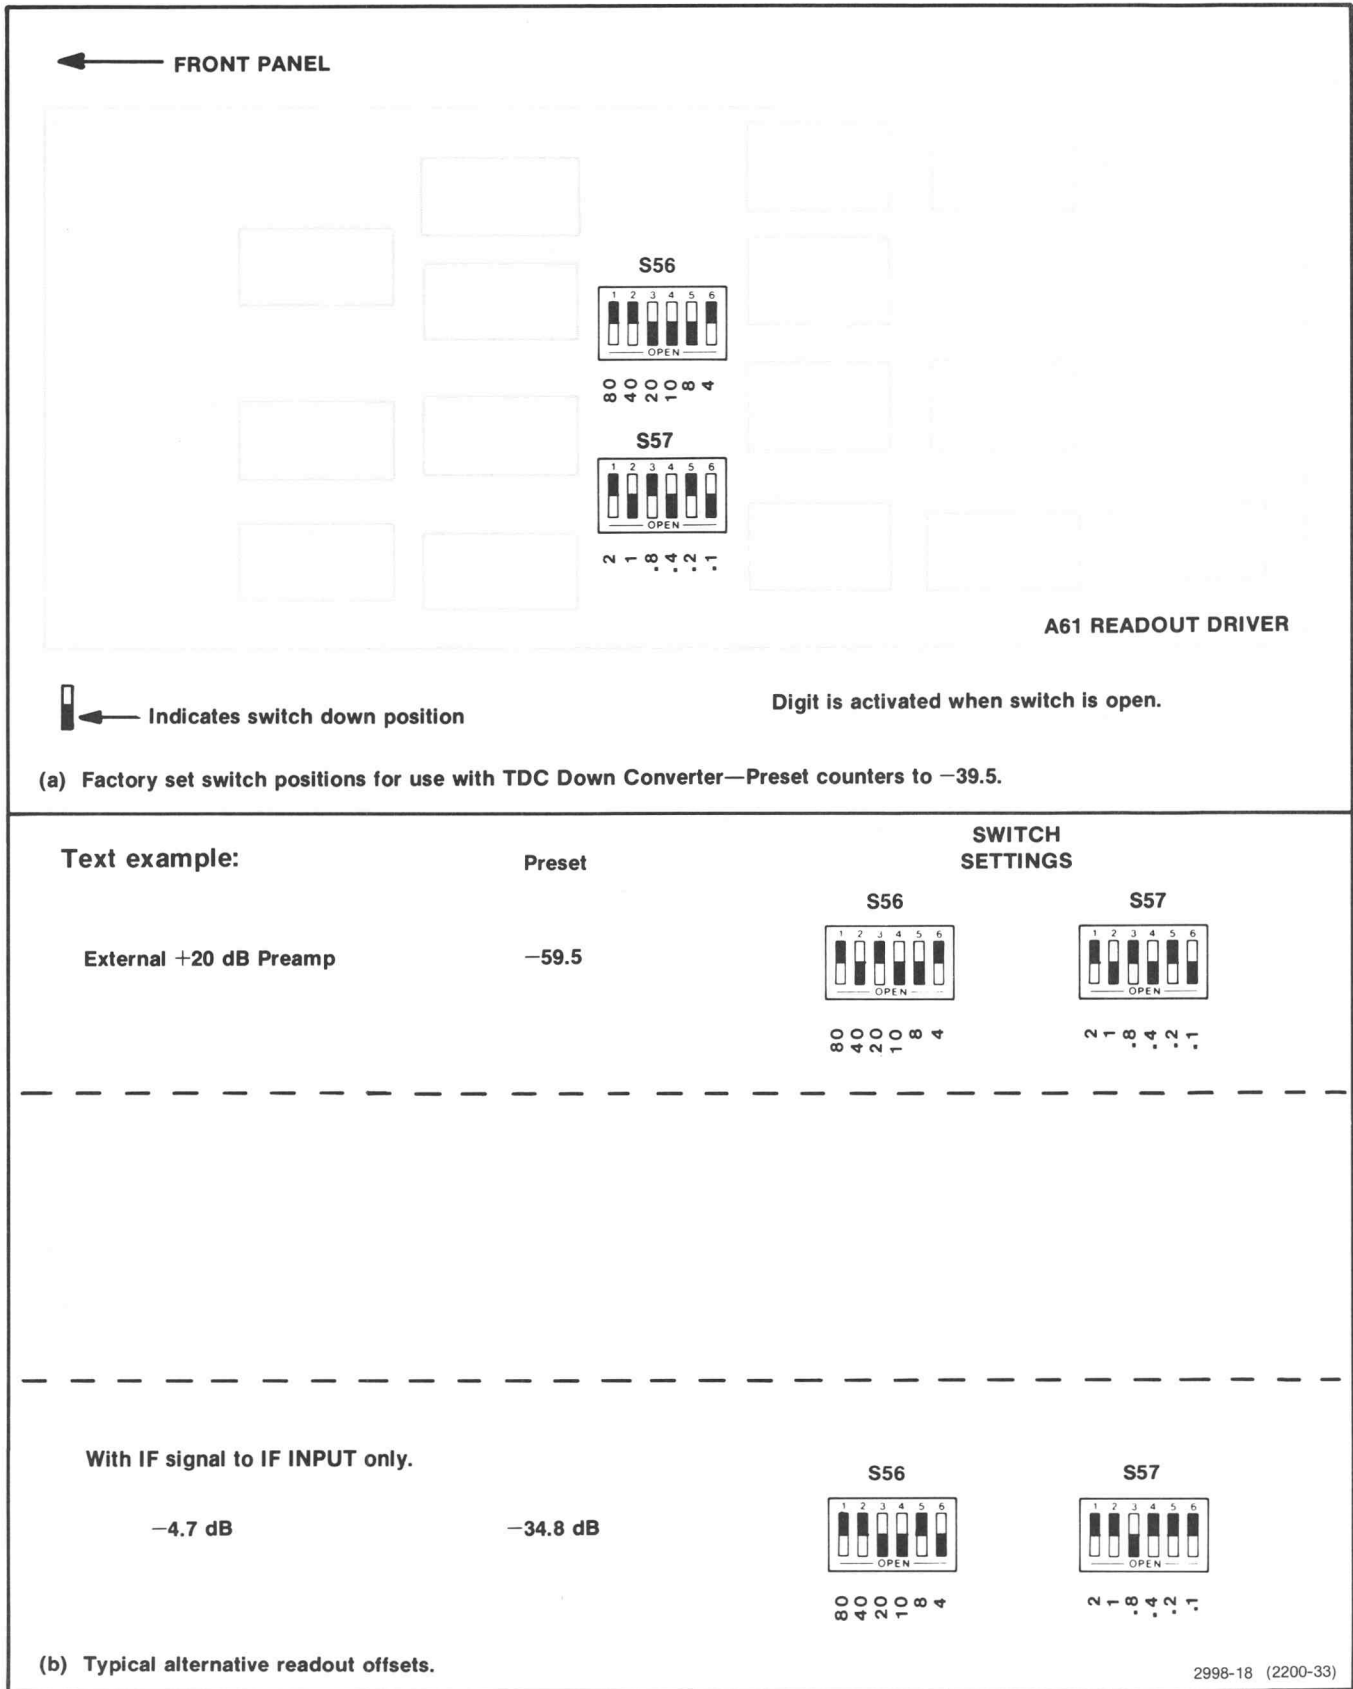 FRONT PANEL
S56
1 2 3 4 5 6
OPEN
80 40 20 10 8 4
S57
1 2 3 4 5 6
OPEN
2 1 .8 .4 .2 .1
A61 READOUT DRIVER
Indicates switch down position
Digit is activated when switch is open.
(a) Factory set switch positions for use with TDC Down Converter—Preset counters to −39.5.
Text example:
Preset
SWITCH
SETTINGS
S56
S57
External +20 dB Preamp
−59.5
1 2 3 4 5 6
1 2 3 4 5 6
OPEN
OPEN
80 40 20 10 8 4
2 1 .8 .4 .2 .1
With IF signal to IF INPUT only.
S56
S57
−4.7 dB
−34.8 dB
1 2 3 4 5 6
1 2 3 4 5 6
OPEN
OPEN
80 40 20 10 8 4
2 1 .8 .4 .2 .1
(b) Typical alternative readout offsets.
2998-18 (2200-33)